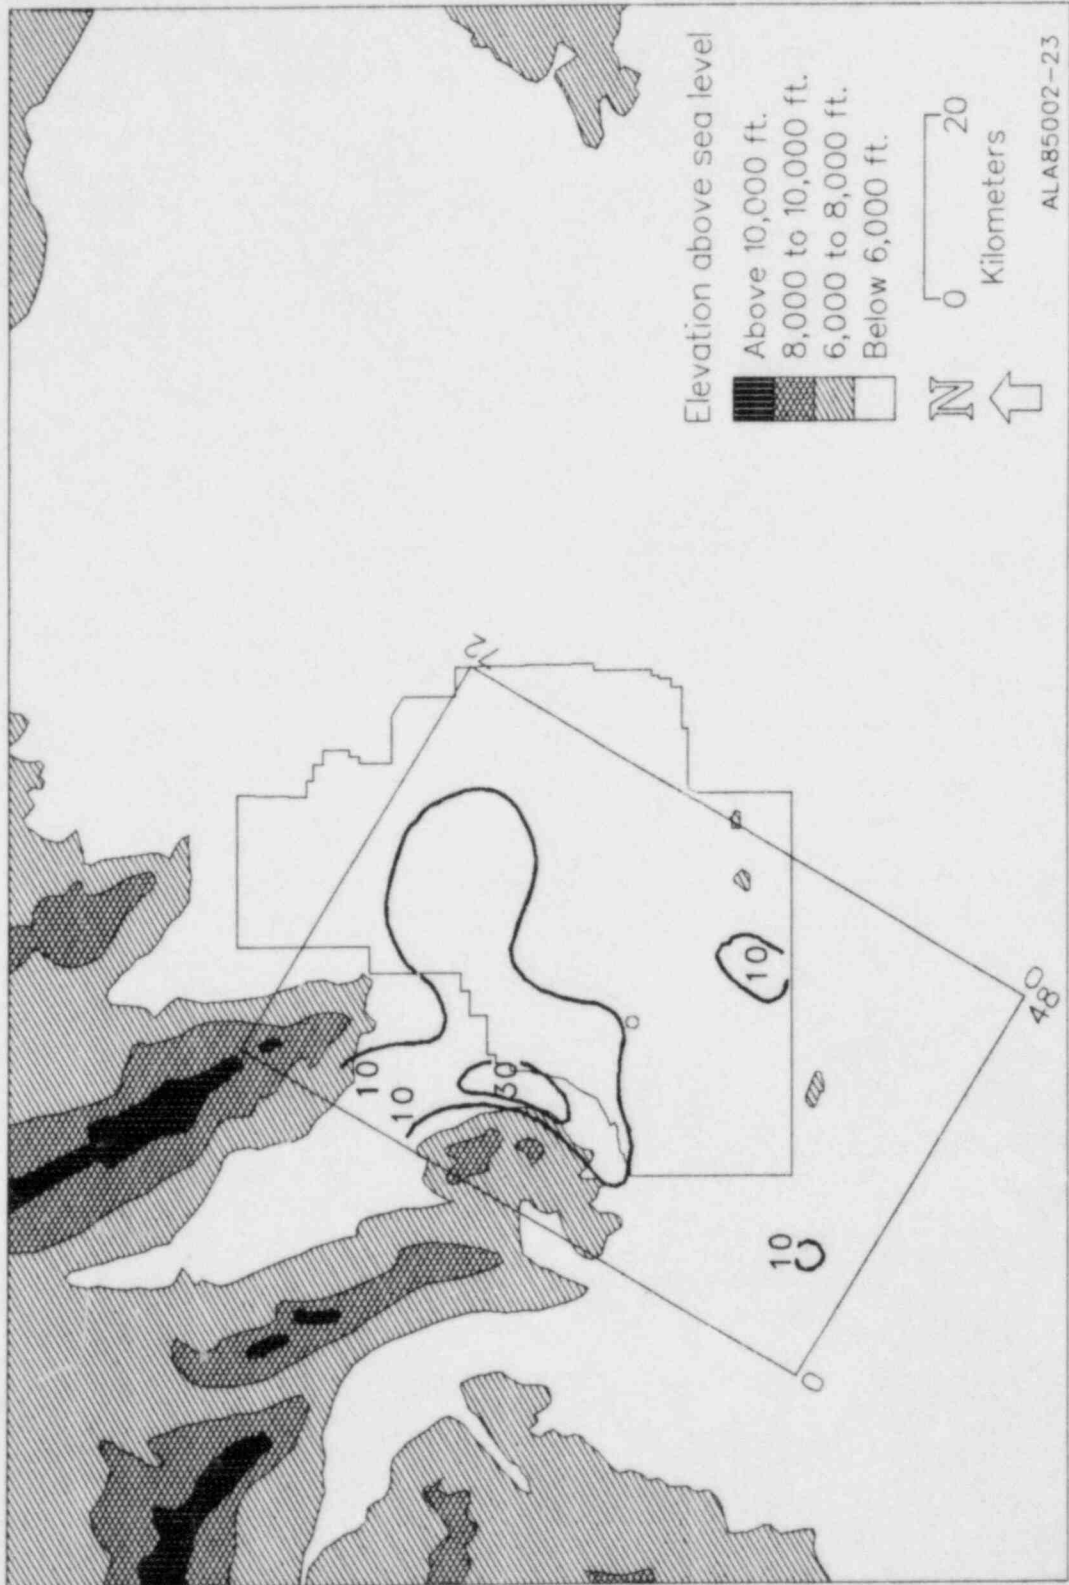 Elevation above sea level
Above 10,000 ft.
8,000 to 10,000 ft.
6,000 to 8,000 ft.
Below 6,000 ft.
N
0 20
Kilometers
ALA85002-23
72
10
10
30
10
10
0
0
48